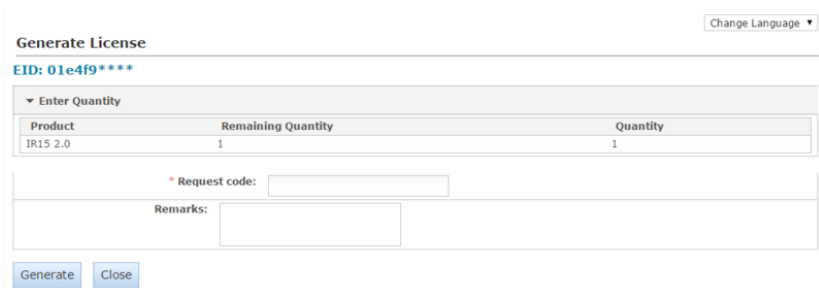 Change Language ▼
Generate License
EID: 01e4f9****
▾ Enter Quantity
Product Remaining Quantity Quantity
IR15 2.0 1 1
* Request code:
Remarks:
Generate Close